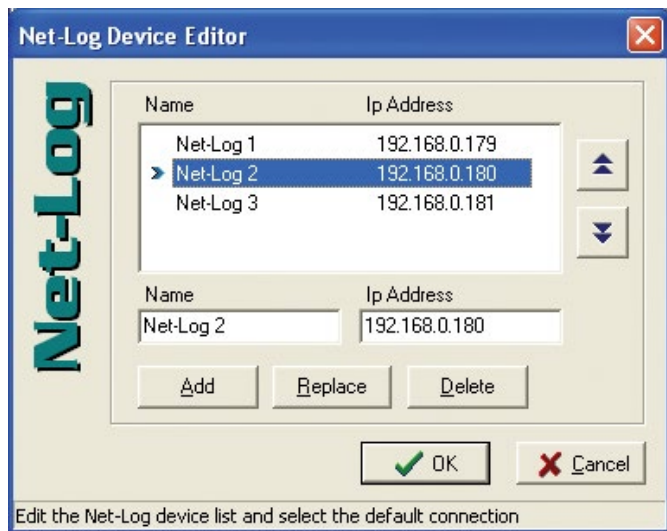 Net-Log Device Editor
Net-Log
Name Ip Address
Net-Log 1 192.168.0.179
Net-Log 2 192.168.0.180
Net-Log 3 192.168.0.181
Name Ip Address
Net-Log 2 192.168.0.180
Add Replace Delete
OK Cancel
Edit the Net-Log device list and select the default connection